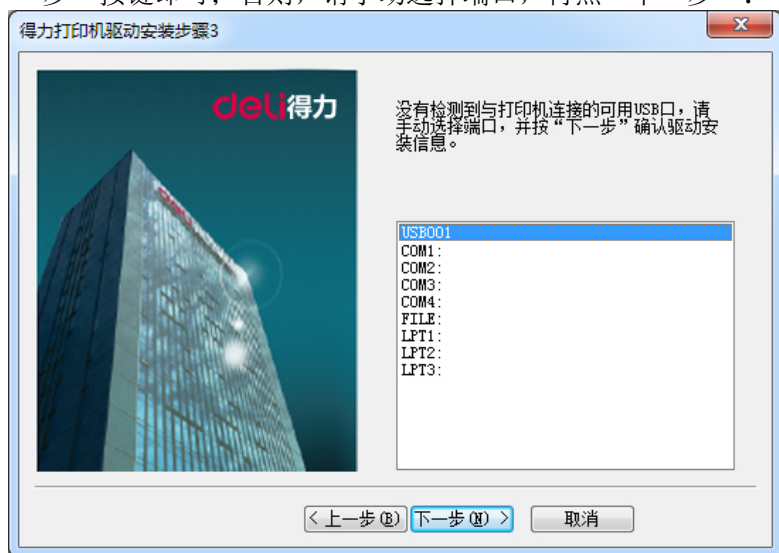 得力打印机驱动安装步骤3
deli得力
没有检测到与打印机连接的可用USB口，请
手动选择端口，并按“下一步”确认驱动安
装信息。
USB001
COM1:
COM2:
COM3:
COM4:
FILE:
LPT1:
LPT2:
LPT3:
<上一步(B) 下一步(N)> 取消